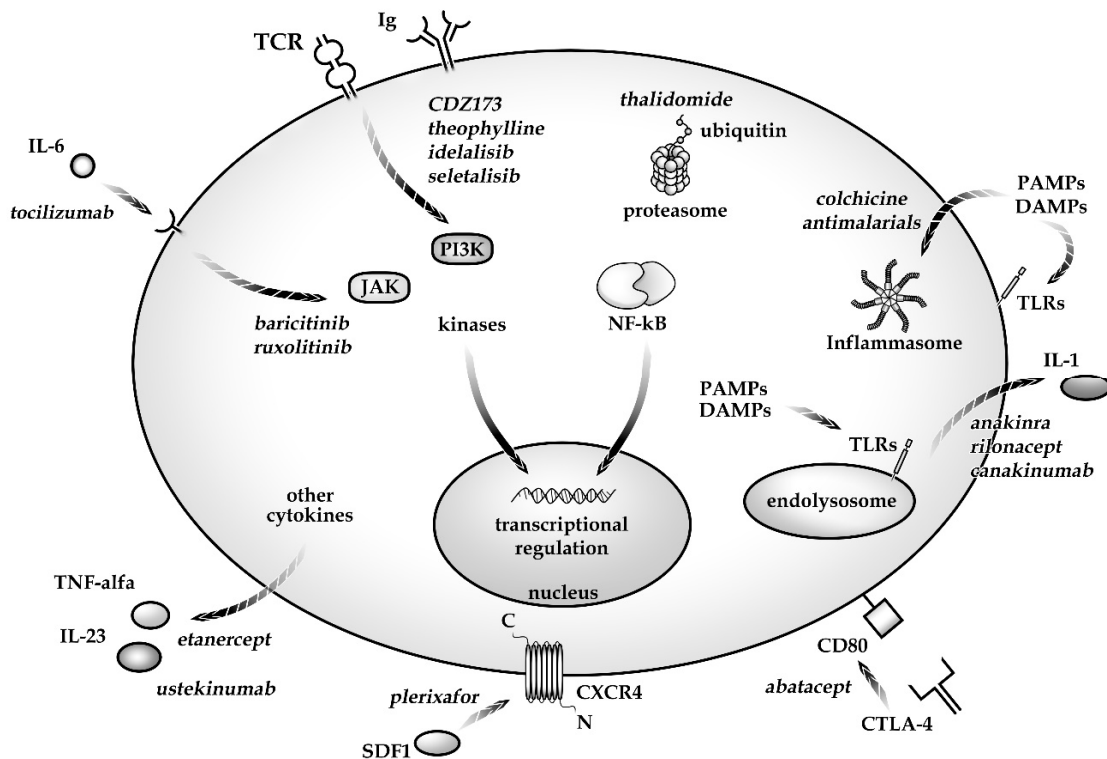 Ig
TCR
CDZ173
theophylline
idelalisib
seletalisib
thalidomide
ubiquitin
proteasome
IL-6
tocilizumab
colchicine
antimalarials
PAMPs
DAMPs
PI3K
JAK
TLRs
baricitinib
ruxolitinib
kinases
NF-kB
Inflammasome
IL-1
PAMPs
DAMPs
TLRs
anakinra
rilonacept
canakinumab
endolysosome
other
cytokines
transcriptional
regulation
nucleus
TNF-alfa
IL-23
etanercept
ustekinumab
C
CXCR4
N
plerixafor
SDF1
CD80
abatacept
CTLA-4